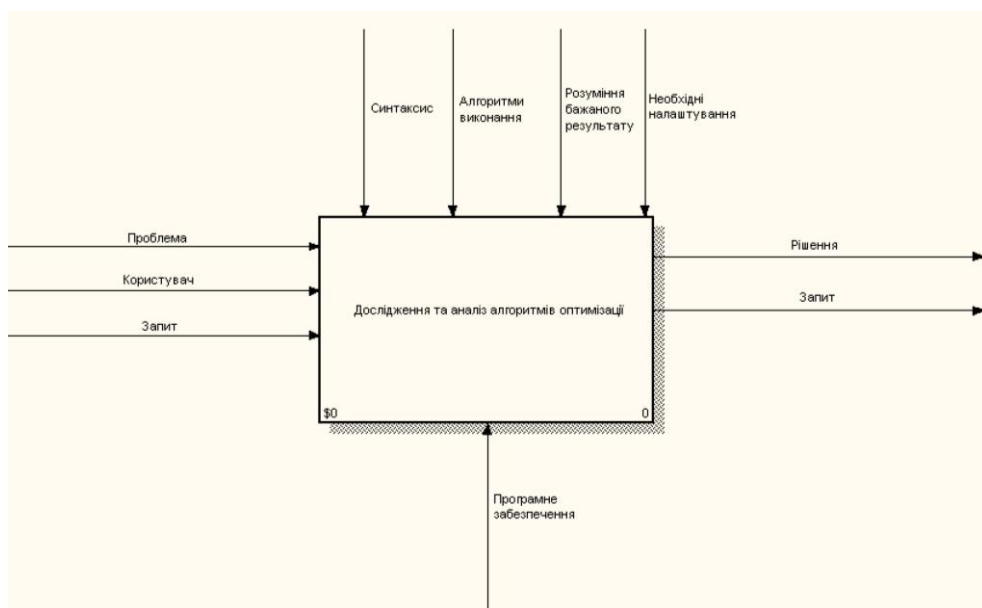 Синтаксис
Алгоритми
виконання
Розуміння
бажаного
результату
Необхідні
налаштування
Проблема
Користувач
Запит
Дослідження та аналіз алгоритмів оптимізації
$0
0
Рішення
Запит
Програмне
забезпечення